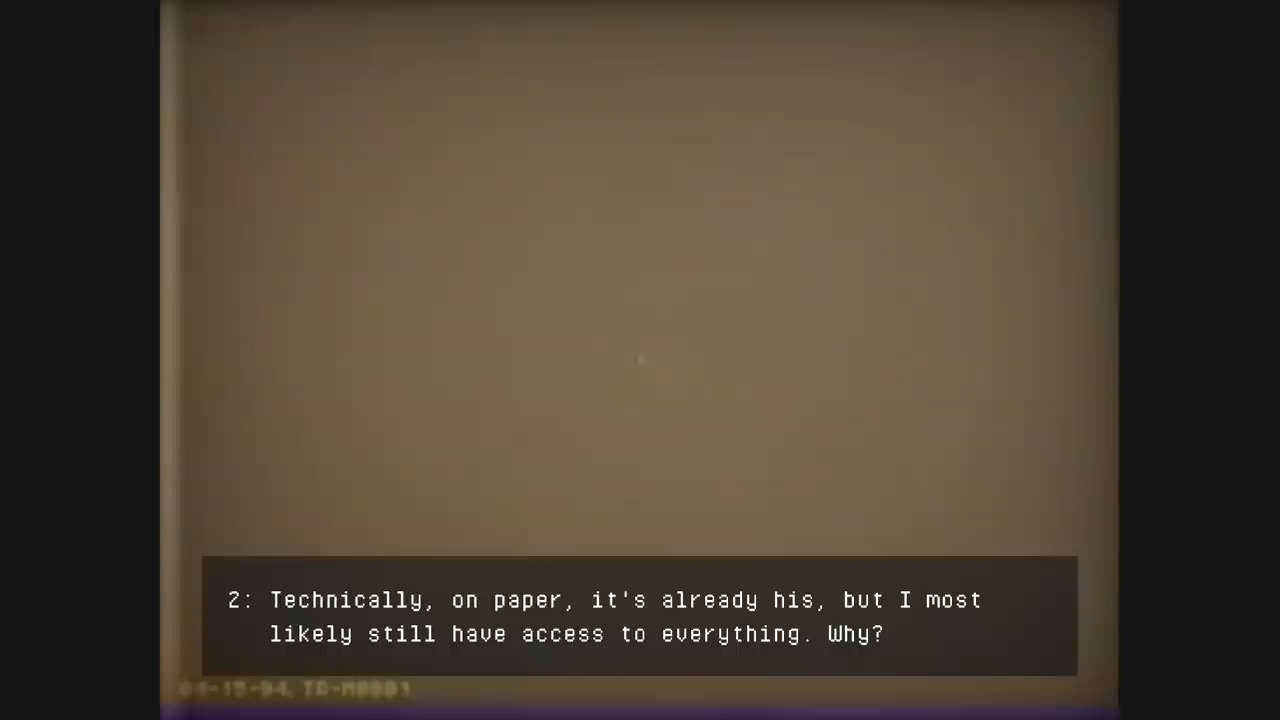 2: Technically, on paper, it's already his, but I most
likely still have access to everything. Why?